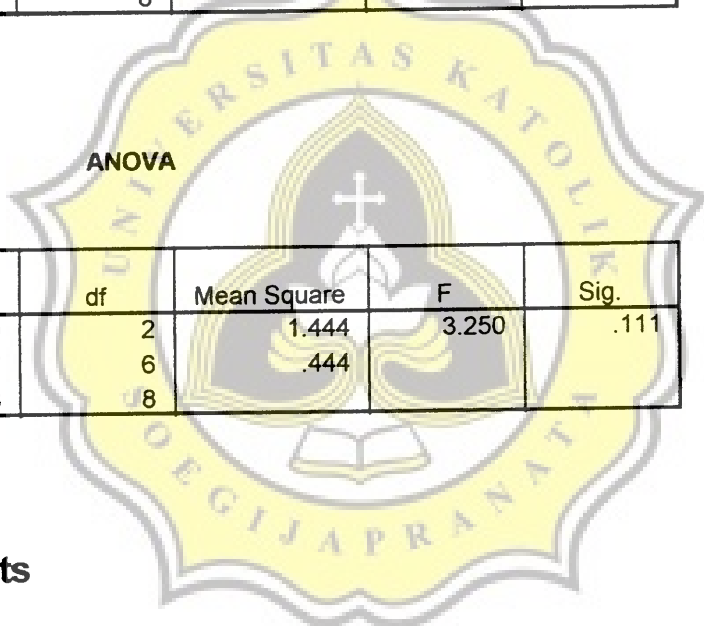 ANOVA
df Mean Square F Sig.
2 1.444 3.250 .111
6 .444
8
ts
UNIVERSITAS KATOLIK
SOEGIJAPRANATA